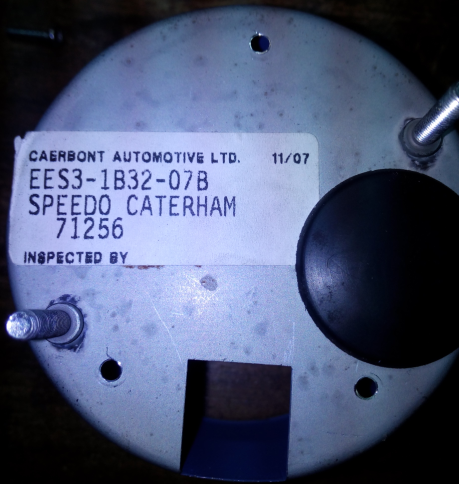 CAERBONT AUTOMOTIVE LTD. 11/07
EES3-1B32-07B
SPEEDO CATERHAM
71256
INSPECTED BY